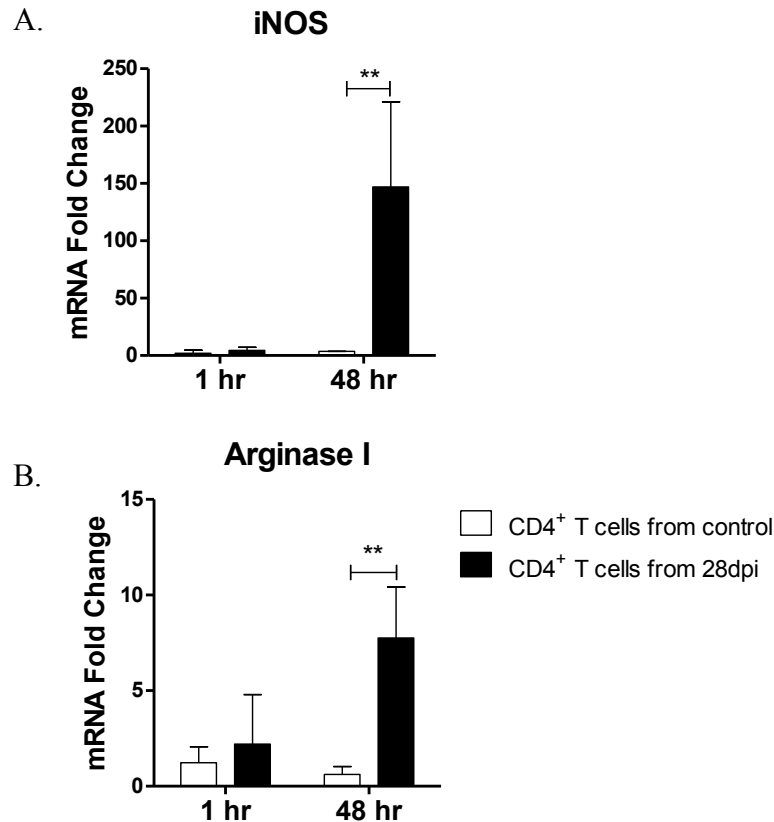 A.
iNOS
mRNA Fold Change
250
200
150
100
50
0
**
1 hr
48 hr
B.
Arginase I
mRNA Fold Change
15
10
5
0
**
1 hr
48 hr
CD4⁺ T cells from control
CD4⁺ T cells from 28dpi